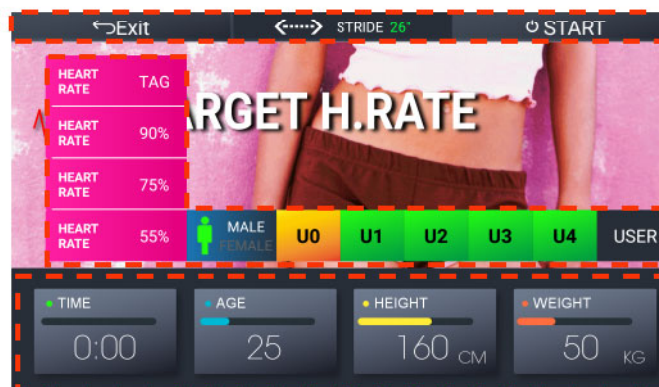 Exit
STRIDE 26"
START
HEART RATE TAG
ARGET H.RATE
HEART RATE 90%
HEART RATE 75%
HEART RATE 55%
MALE
FEMALE
U0 U1 U2 U3 U4 USER
TIME
0:00
AGE
25
HEIGHT
160 CM
WEIGHT
50 KG